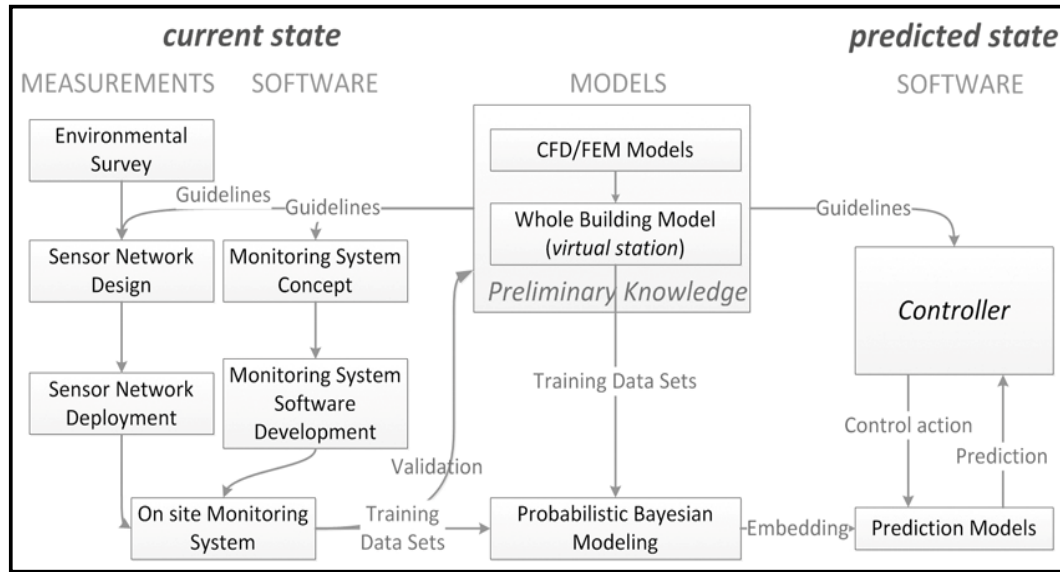 current state
predicted state
MEASUREMENTS
SOFTWARE
MODELS
SOFTWARE
Environmental
Survey
CFD/FEM Models
Guidelines
Guidelines
Whole Building Model
(virtual station)
Guidelines
Sensor Network
Design
Monitoring System
Concept
Preliminary Knowledge
Controller
Sensor Network
Deployment
Monitoring System
Software
Development
Training Data Sets
Control action
Prediction
Validation
On site Monitoring
System
Training
Data Sets
Probabilistic Bayesian
Modeling
Embedding
Prediction Models